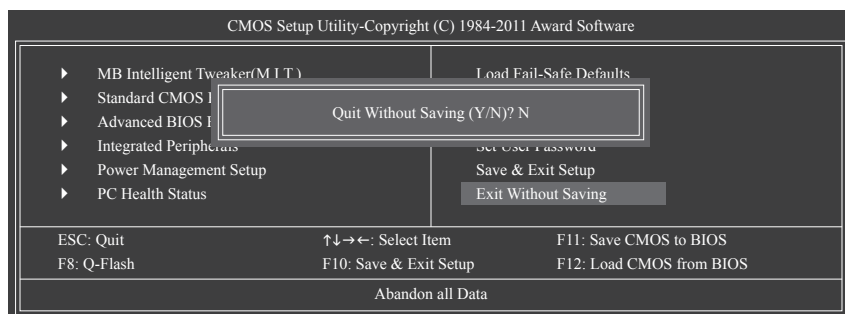 CMOS Setup Utility-Copyright (C) 1984-2011 Award Software
MB Intelligent Tweaker(M.I.T.)
Standard CMOS
Advanced BIOS
Integrated Peripherals
Power Management Setup
PC Health Status
Load Fail-Safe Defaults
Set User Password
Save & Exit Setup
Exit Without Saving
Quit Without Saving (Y/N)? N
ESC: Quit
↑↓→←: Select Item
F11: Save CMOS to BIOS
F8: Q-Flash
F10: Save & Exit Setup
F12: Load CMOS from BIOS
Abandon all Data